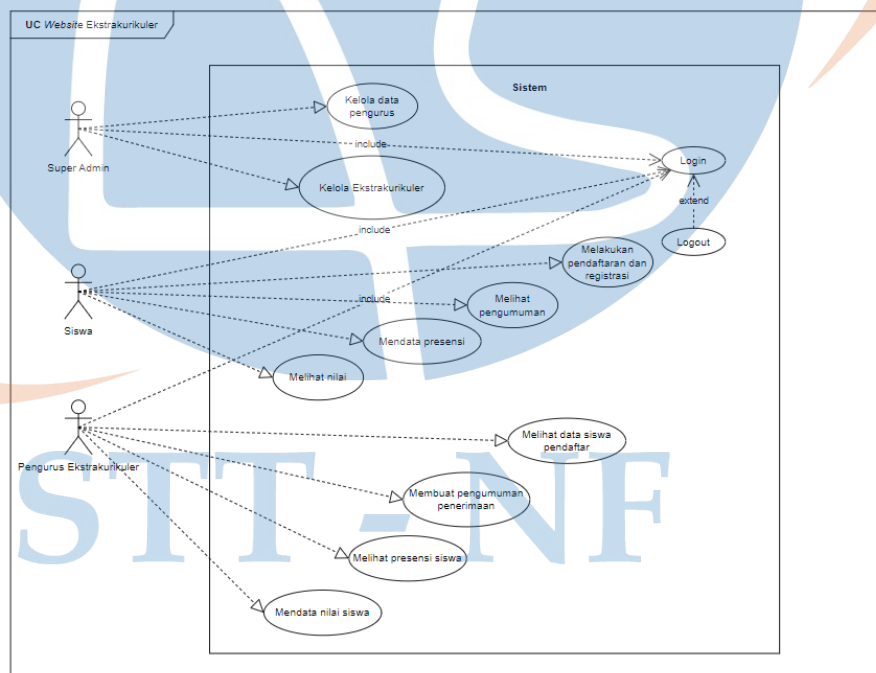 UC Website Ekstrakurikuler
Sistem
Kelola data
pengurus
include
Login
Super Admin
Kelola Ekstrakurikuler
extend
include
Logout
Melakukan
pendaftaran dan
registrasi
include
Melihat
pengumuman
Siswa
Mendata presensi
Melihat nilai
Melihat data siswa
pendaftar
Pengurus Ekstrakurikuler
Membuat pengumuman
penerimaan
STT - NF
Melihat presensi siswa
Mendata nilai siswa